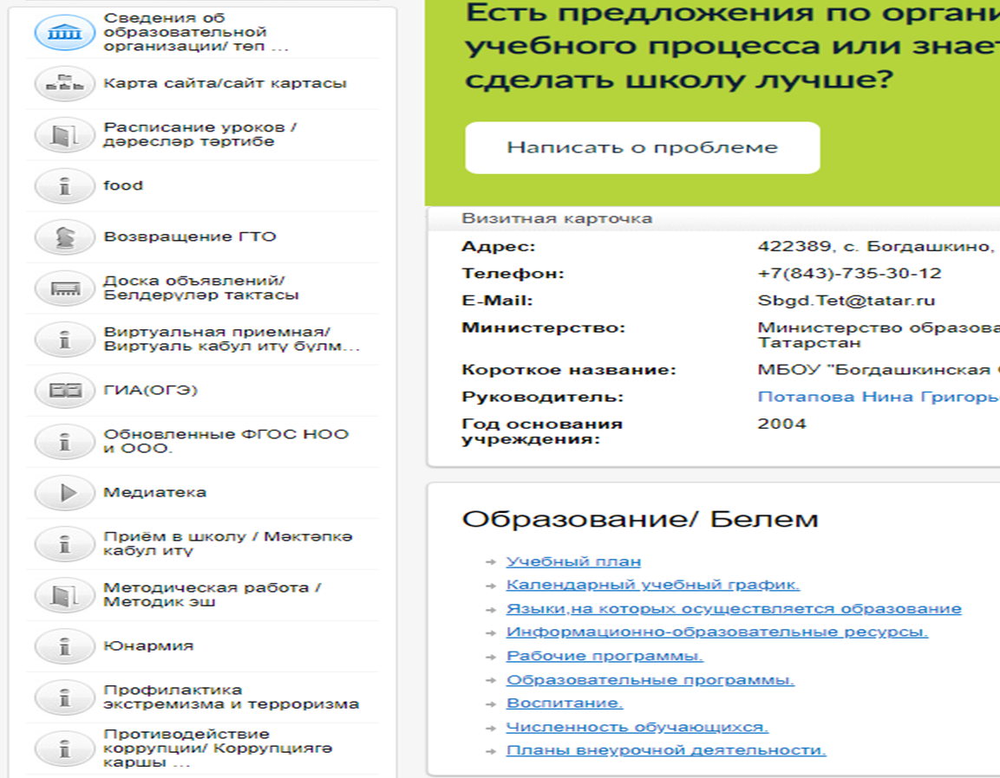 Сведения об
образовательной
организации/ төп ...
Карта сайта/сайт картасы
Расписание уроков /
дәресләр тәртибе
food
Возвращение ГТО
Доска объявлений/
Белдерүләр тактасы
Виртуальная приемная/
Виртуаль кабул итү бүлм...
ГИА(ОГЭ)
Обновленные ФГОС НОО
и ООО.
Медиатека
Приём в школу / Мәктәпкә
кабул итү
Методическая работа /
Методик эш
Юнармия
Профилактика
экстремизма и терроризма
Противодействие
коррупции/ Коррупциягә
каршы ...
Есть предложения по органи
учебного процесса или знает
сделать школу лучше?
Написать о проблеме
Визитная карточка
Адрес: 422389, с. Богдашкино,
Телефон: +7(843)-735-30-12
E-Mail: Sbgd.Tet@tatar.ru
Министерство: Министерство образова
Татарстан
Короткое название: МБОУ "Богдашкинская
Руководитель: Потапова Нина Григорь
Год основания 2004
учреждения:
Образование/ Белем
Учебный план
Календарный учебный график.
Языки,на которых осуществляется образование
Информационно-образовательные ресурсы.
Рабочие программы.
Образовательные программы.
Воспитание.
Численность обучающихся.
Планы внеурочной деятельности.